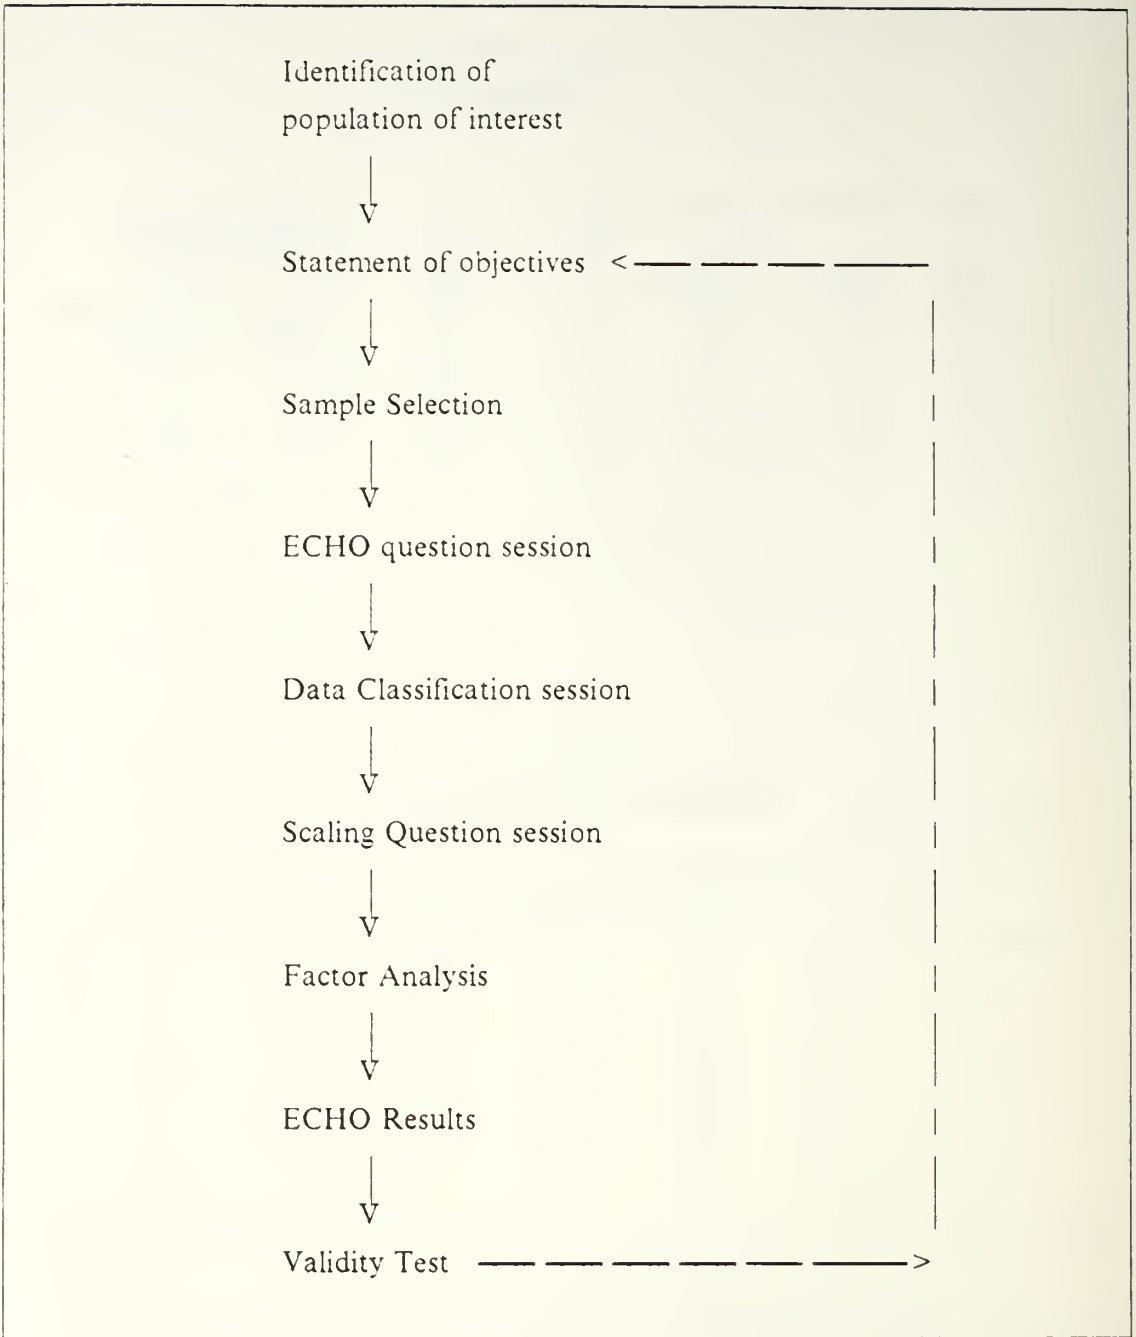 Identification of
population of interest
Statement of objectives
Sample Selection
ECHO question session
Data Classification session
Scaling Question session
Factor Analysis
ECHO Results
Validity Test